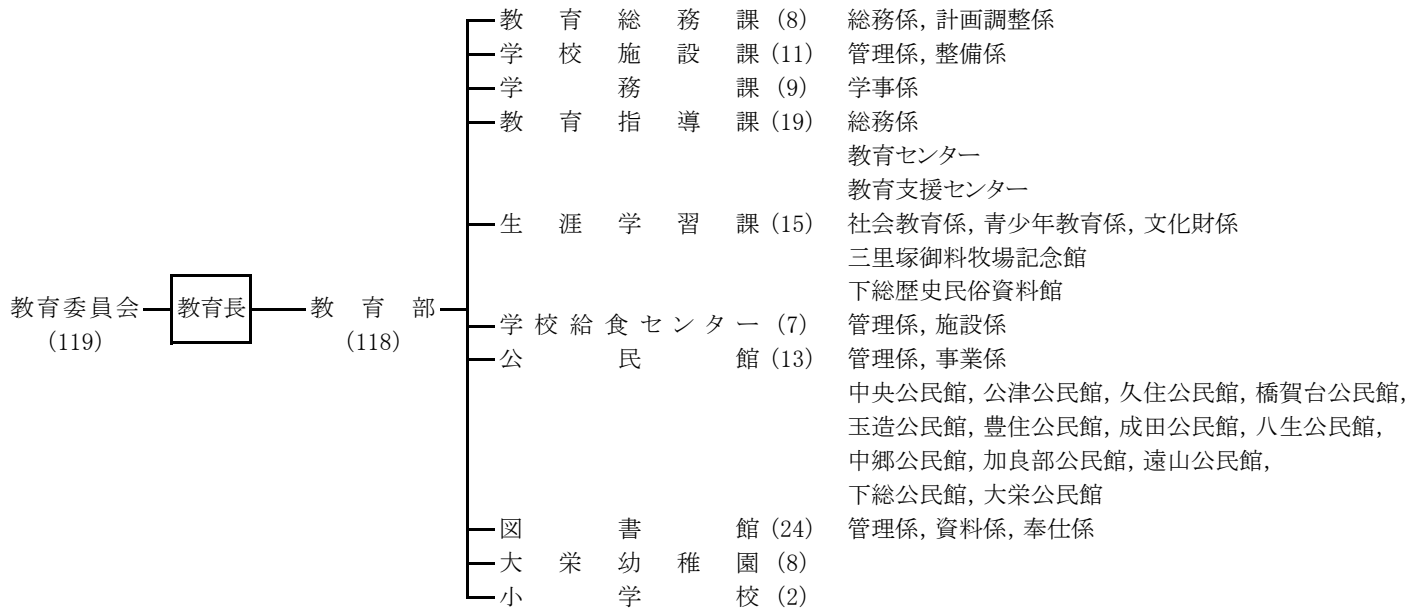 教育総務課 (8) 総務係, 計画調整係
学校施設課 (11) 管理係, 整備係
学務課 (9) 学事係
教育指導課 (19) 総務係
教育センター
教育支援センター
生涯学習課 (15) 社会教育係, 青少年教育係, 文化財係
三里塚御料牧場記念館
下総歴史民俗資料館
教育委員会 教育長 教育部
(119) (118)
学校給食センター (7) 管理係, 施設係
公民館 (13) 管理係, 事業係
中央公民館, 公津公民館, 久住公民館, 橋賀台公民館,
玉造公民館, 豊住公民館, 成田公民館, 八生公民館,
中郷公民館, 加良部公民館, 遠山公民館,
下総公民館, 大栄公民館
図書館 (24) 管理係, 資料係, 奉仕係
大栄幼稚園 (8)
小学校 (2)